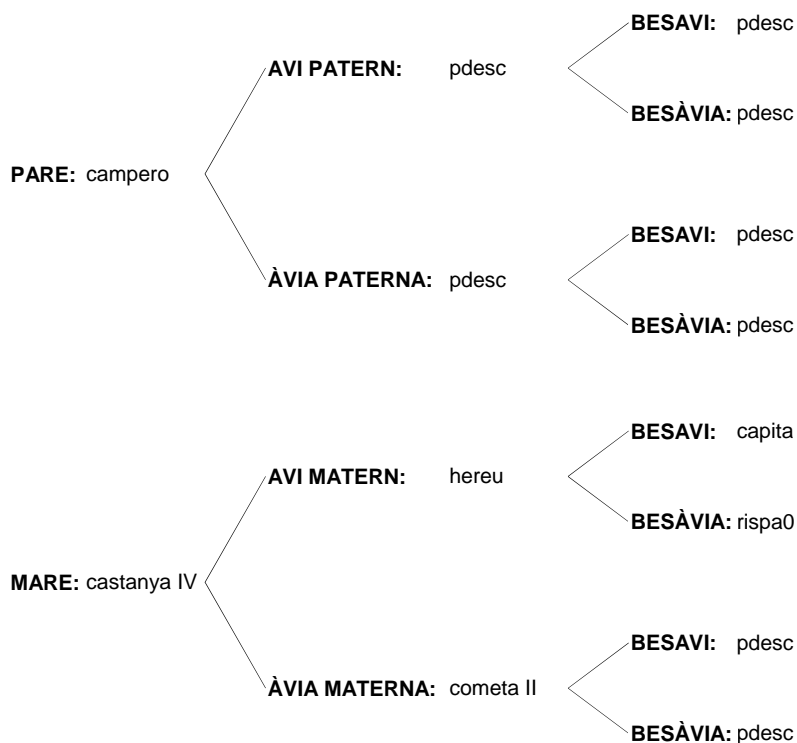 BESAVI: pdesc
AVI PATERN: pdesc
BESÀVIA: pdesc
PARE: campero
BESAVI: pdesc
ÀVIA PATERNA: pdesc
BESÀVIA: pdesc
BESAVI: capita
AVI MATERN: hereu
BESÀVIA: rispa0
MARE: castanya IV
BESAVI: pdesc
ÀVIA MATERNA: cometa II
BESÀVIA: pdesc